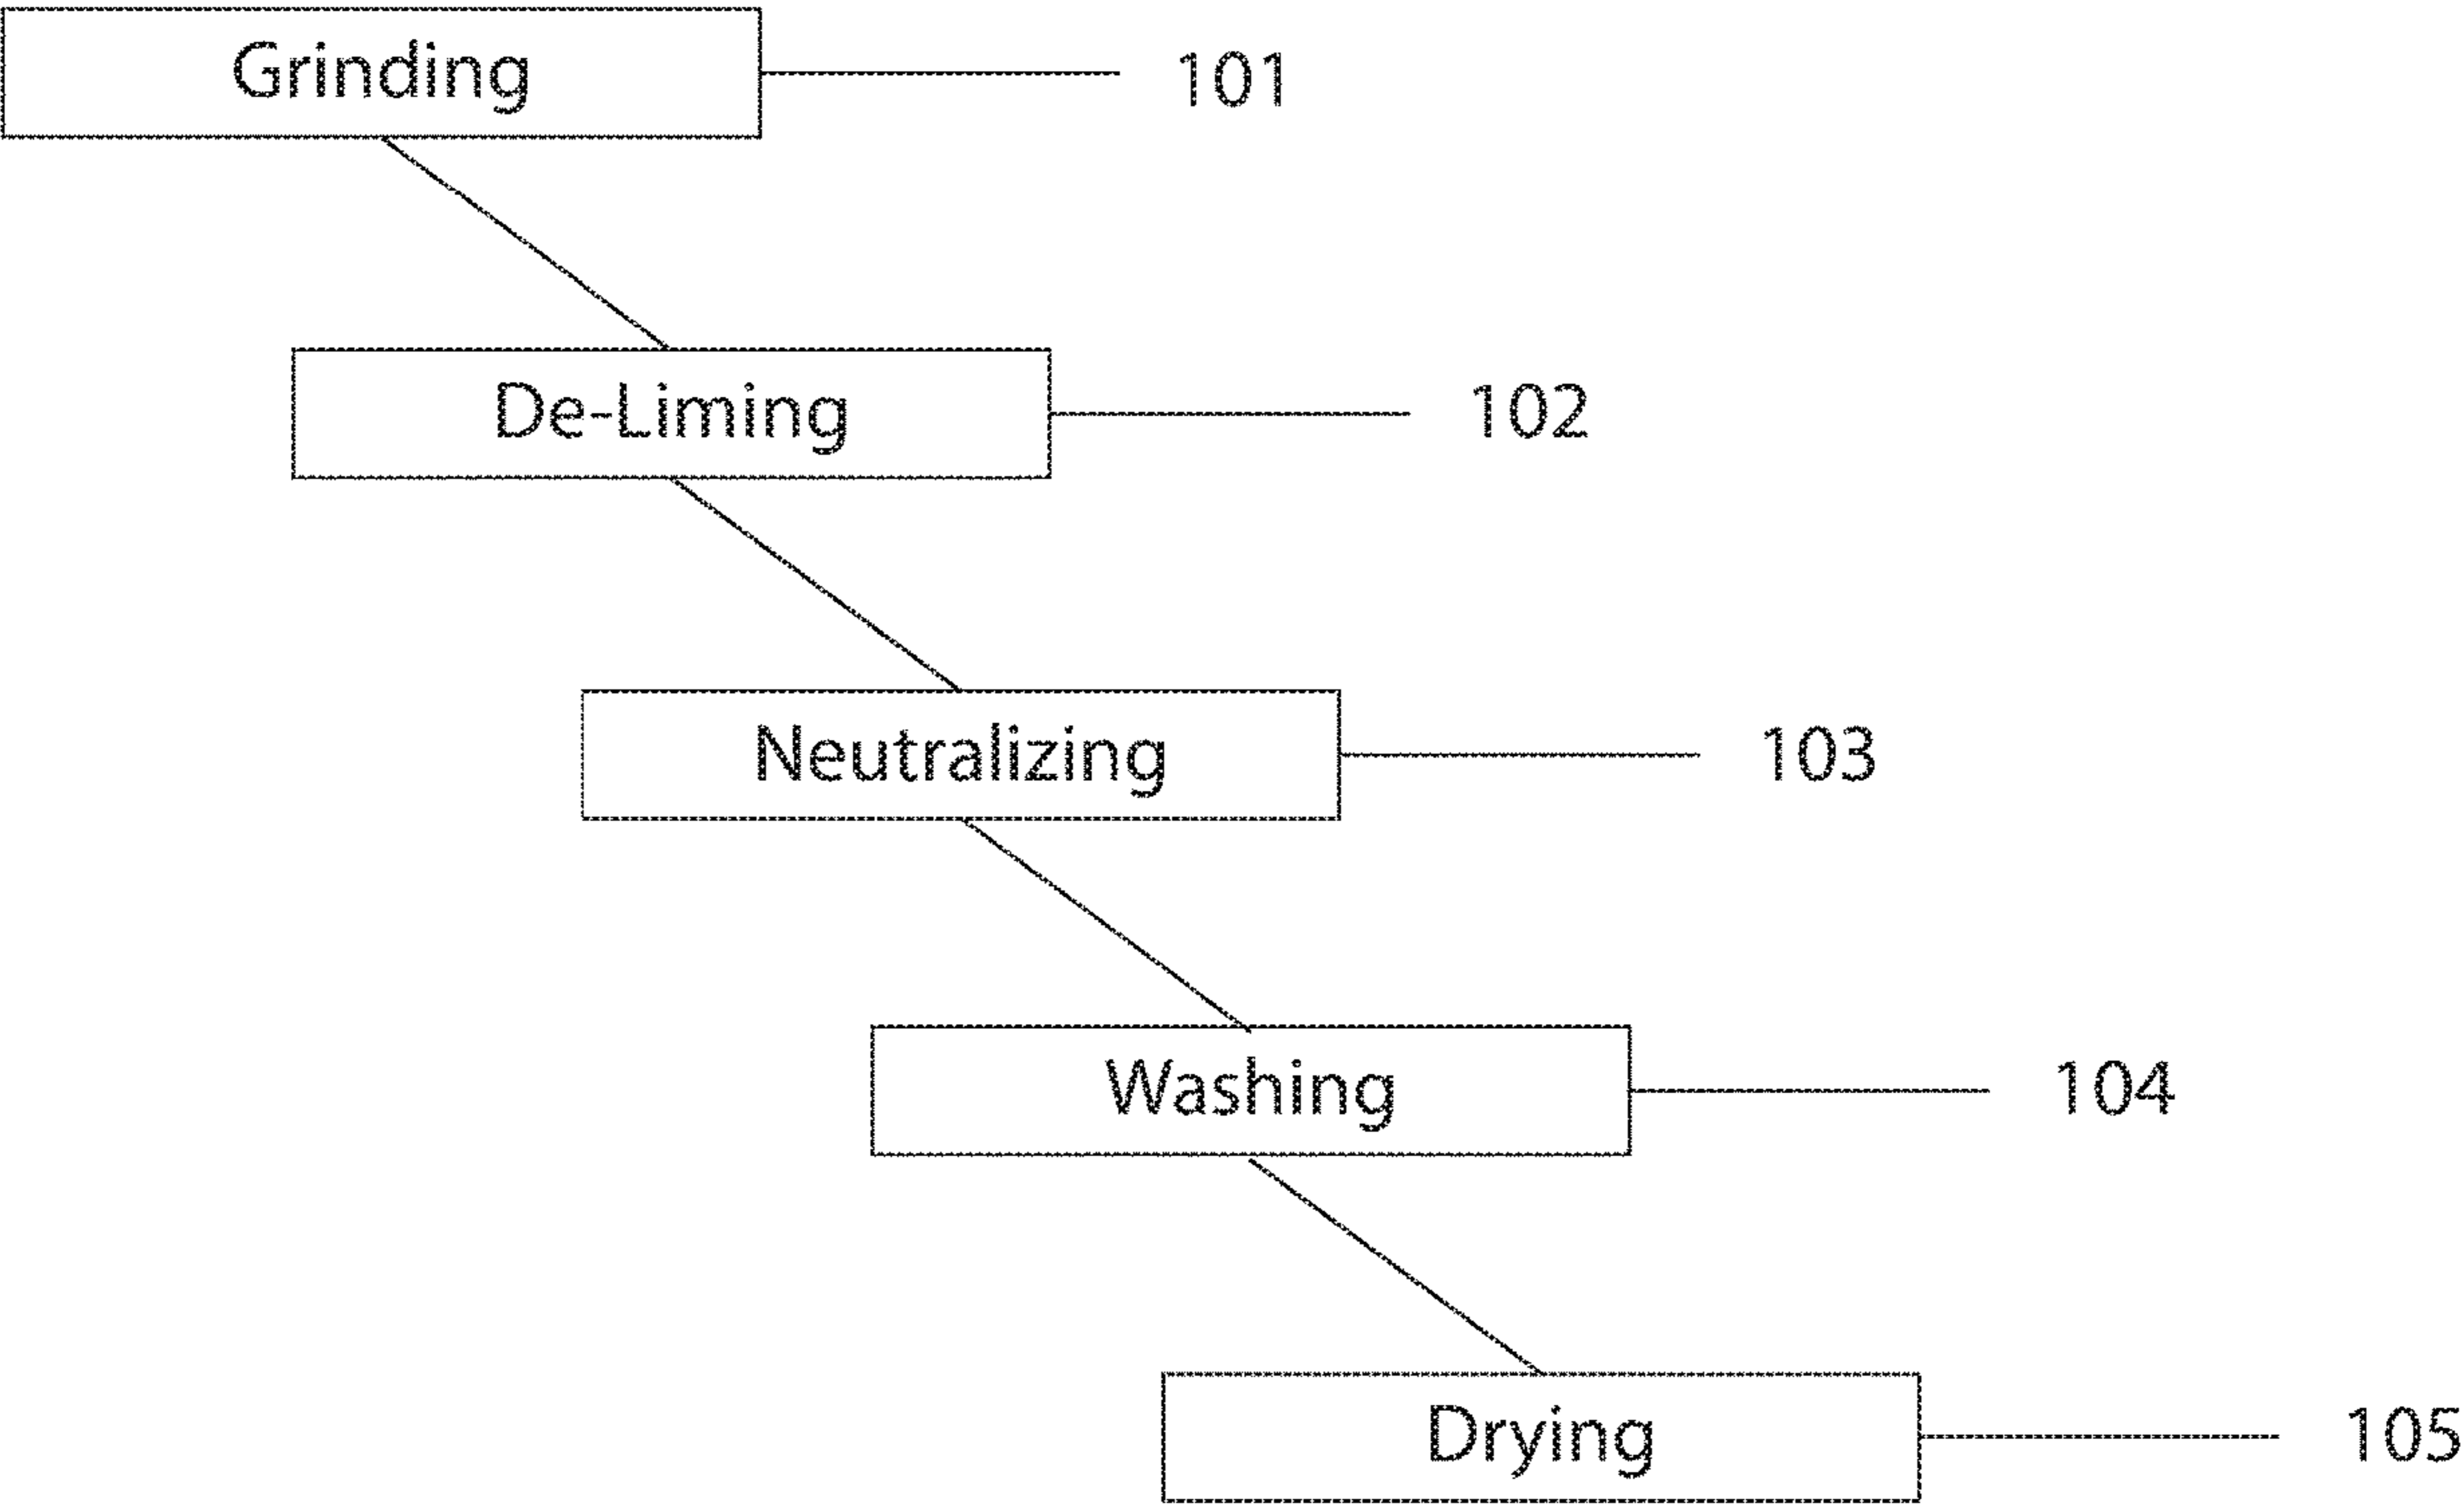 Grinding 101
De-Liming 102
Neutralizing 103
Washing 104
Drying 105